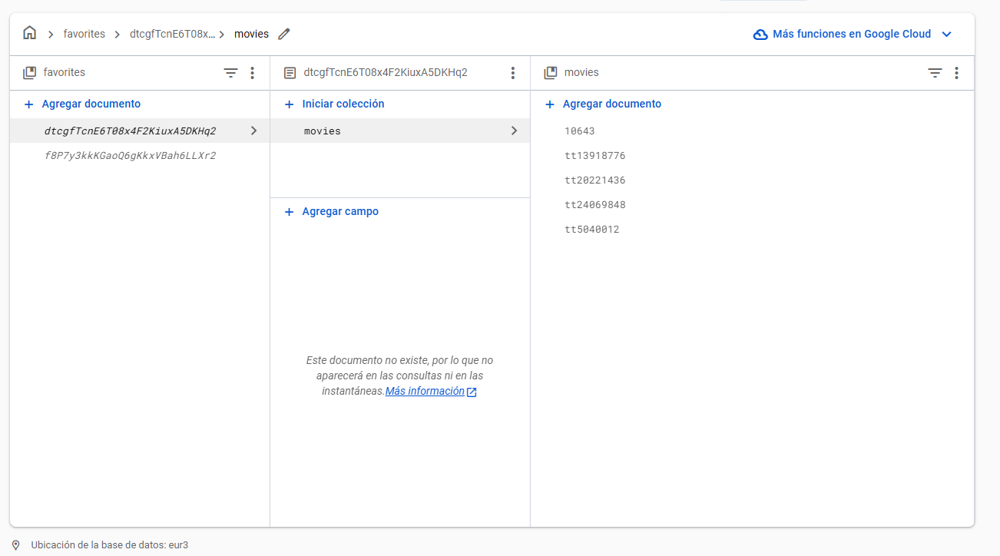 favorites
dtcgfTcnE6T08x...
movies
Más funciones en Google Cloud
favorites
Agregar documento
dtcgfTcnE6T08x4F2KiuxA5DKHq2
f8P7y3kkKGaoQ6gKkxVBah6LLXr2
dtcgfTcnE6T08x4F2KiuxA5DKHq2
Iniciar colección
movies
Agregar campo
Este documento no existe, por lo que no
aparecerá en las consultas ni en las
instantáneas.Más información
movies
Agregar documento
10643
tt13918776
tt20221436
tt24069848
tt5040012
Ubicación de la base de datos: eur3